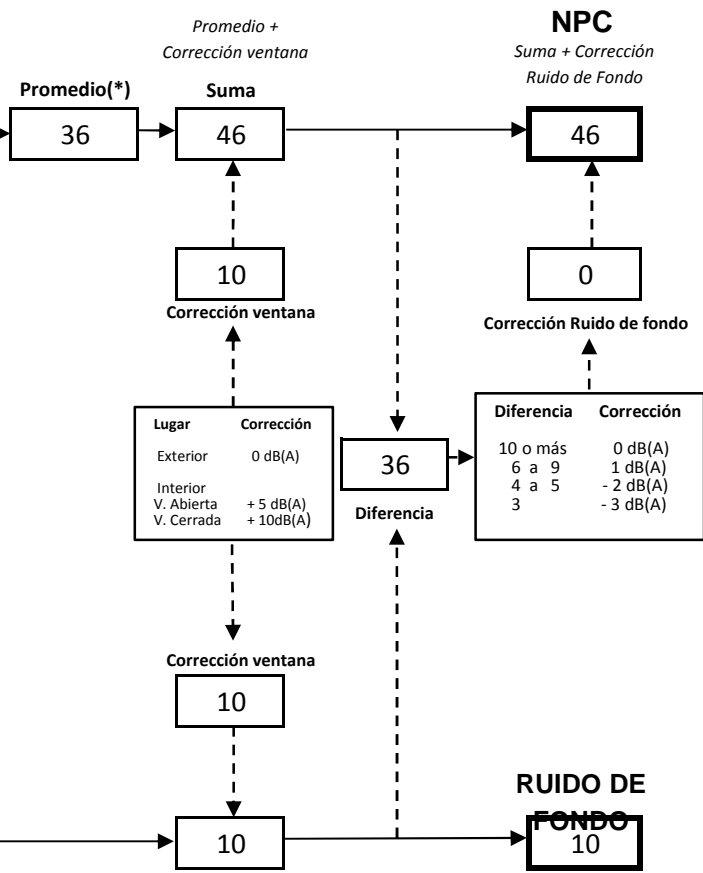 Promedio +
Corrección ventana
NPC
Suma + Corrección
Ruido de Fondo
Promedio(*)
Suma
36
46
46
10
0
Corrección ventana
Corrección Ruido de fondo
Lugar Corrección
Exterior 0 dB(A)
Interior
V. Abierta + 5 dB(A)
V. Cerrada + 10dB(A)
36
Diferencia
Diferencia Corrección
10 o más 0 dB(A)
6 a 9 1 dB(A)
4 a 5 - 2 dB(A)
3 - 3 dB(A)
Corrección ventana
10
RUIDO DE
FONDO
10
10